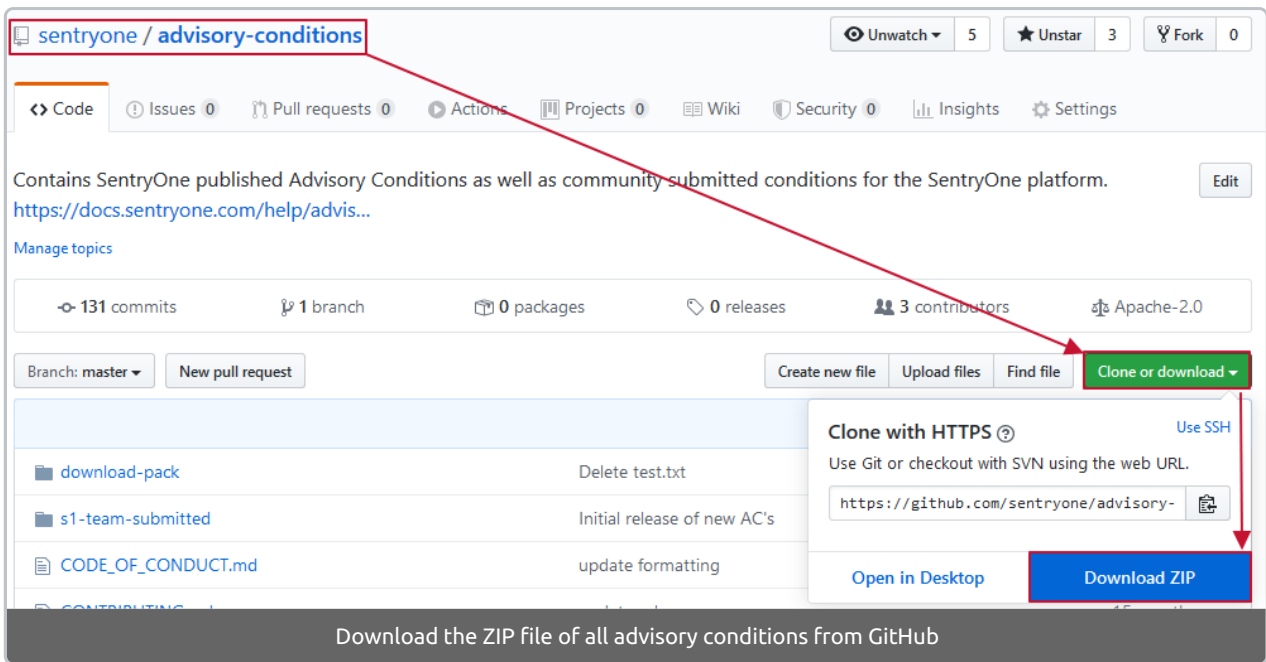 sentryone / advisory-conditions
Unwatch 5 Unstar 3 Fork 0
Code Issues 0 Pull requests 0 Actions Projects 0 Wiki Security 0 Insights Settings
Contains SentryOne published Advisory Conditions as well as community submitted conditions for the SentryOne platform.
Edit
https://docs.sentryone.com/help/advis...
Manage topics
131 commits 1 branch 0 packages 0 releases 3 contributors Apache-2.0
Branch: master New pull request Create new file Upload files Find file Clone or download
Clone with HTTPS Use SSH
Use Git or checkout with SVN using the web URL.
https://github.com/sentryone/advisory-
Open in Desktop Download ZIP
download-pack Delete test.txt
s1-team-submitted Initial release of new AC's
CODE_OF_CONDUCT.md update formatting
Download the ZIP file of all advisory conditions from GitHub